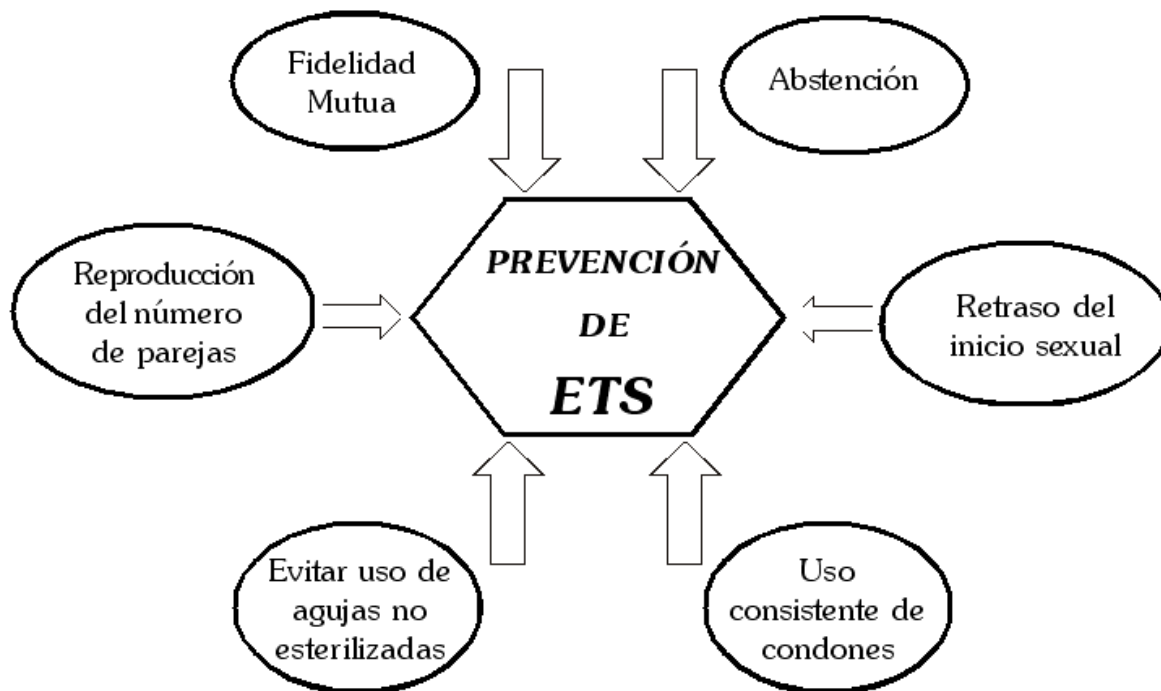 Fidelidad
Mutua
Abstención
Reproducción
del número
de parejas
PREVENCIÓN
DE
ETS
Retraso del
inicio sexual
Evitar uso de
agujas no
esterilizadas
Uso
consistente de
condones